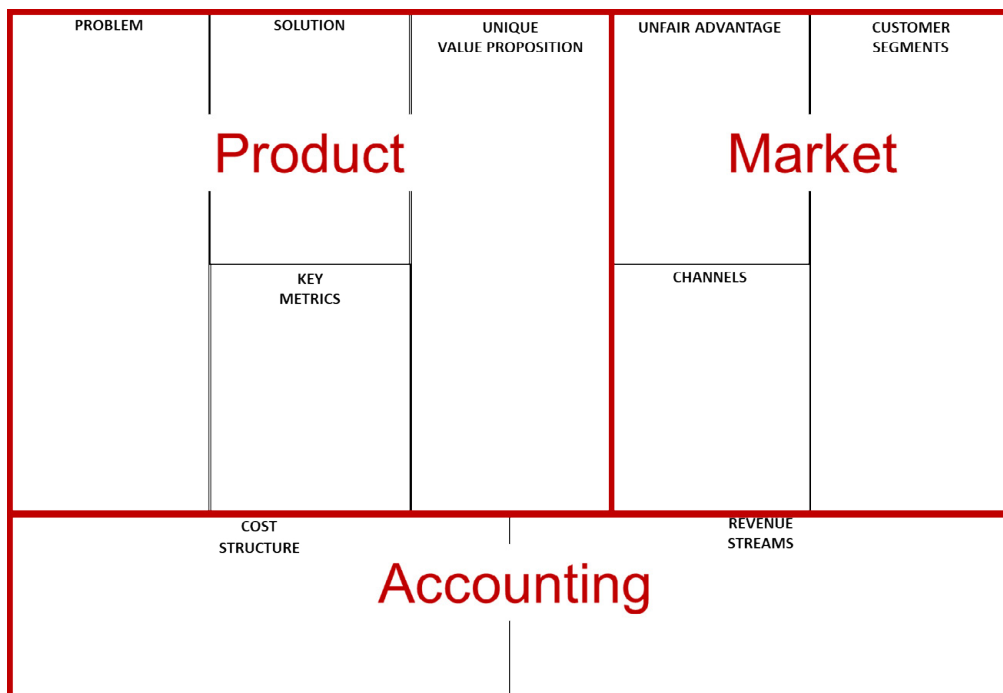 PROBLEM
SOLUTION
UNIQUE
VALUE PROPOSITION
UNFAIR ADVANTAGE
CUSTOMER
SEGMENTS
Product
Market
KEY
METRICS
CHANNELS
COST
STRUCTURE
REVENUE
STREAMS
Accounting